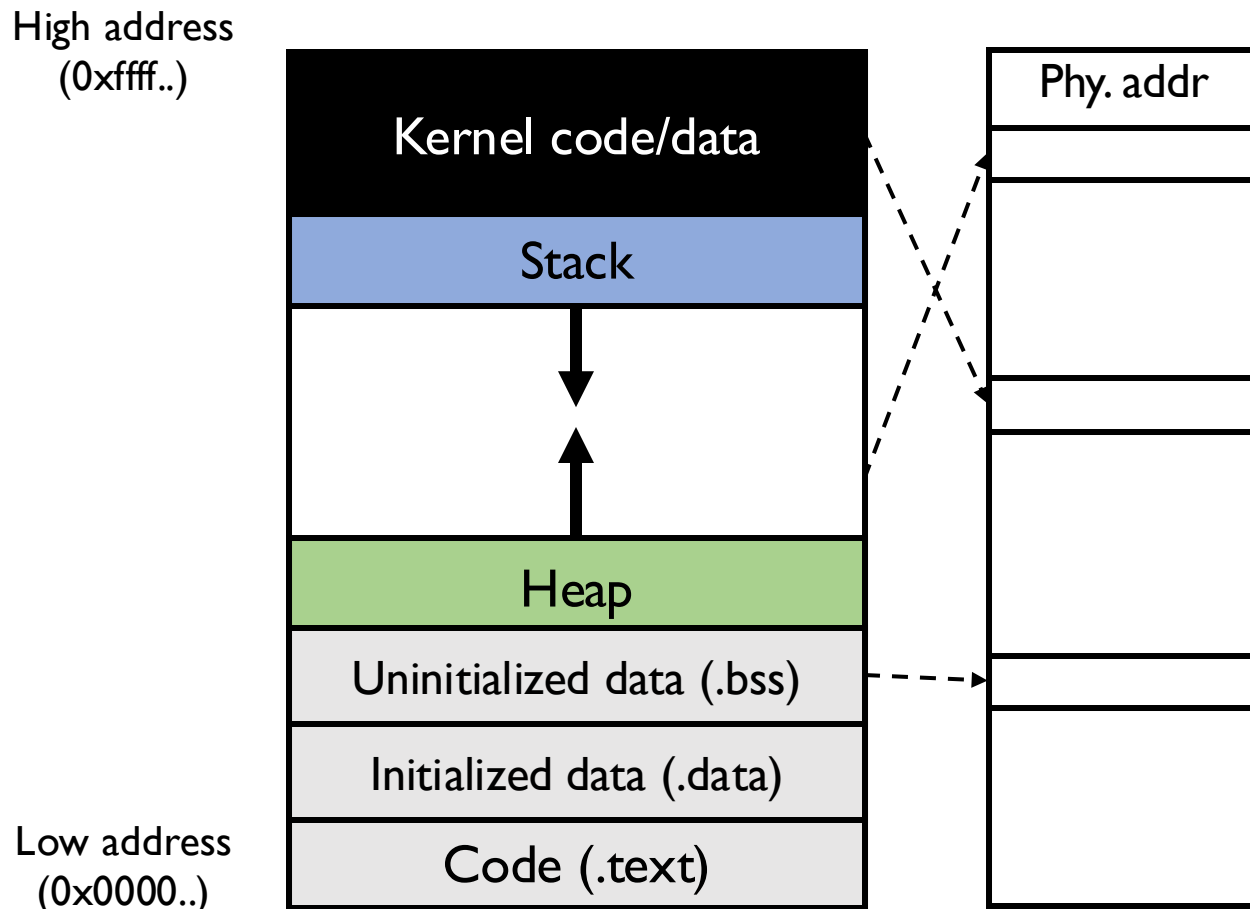 High address
(0xffff..)
Kernel code/data
Phy. addr
Stack
Heap
Uninitialized data (.bss)
Initialized data (.data)
Low address
(0x0000..)
Code (.text)